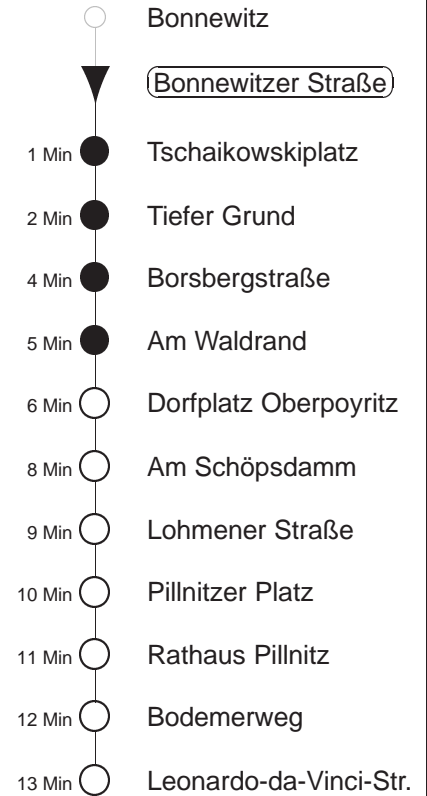 Bonnewitz
Bonnewitzer Straße
1 Min Tschaikowskiplatz
2 Min Tiefer Grund
4 Min Borsbergstraße
5 Min Am Waldrand
6 Min Dorfplatz Oberpoyritz
8 Min Am Schöpsdamm
9 Min Lohmener Straße
10 Min Pillnitzer Platz
11 Min Rathaus Pillnitz
12 Min Bodemerweg
13 Min Leonardo-da-Vinci-Str.